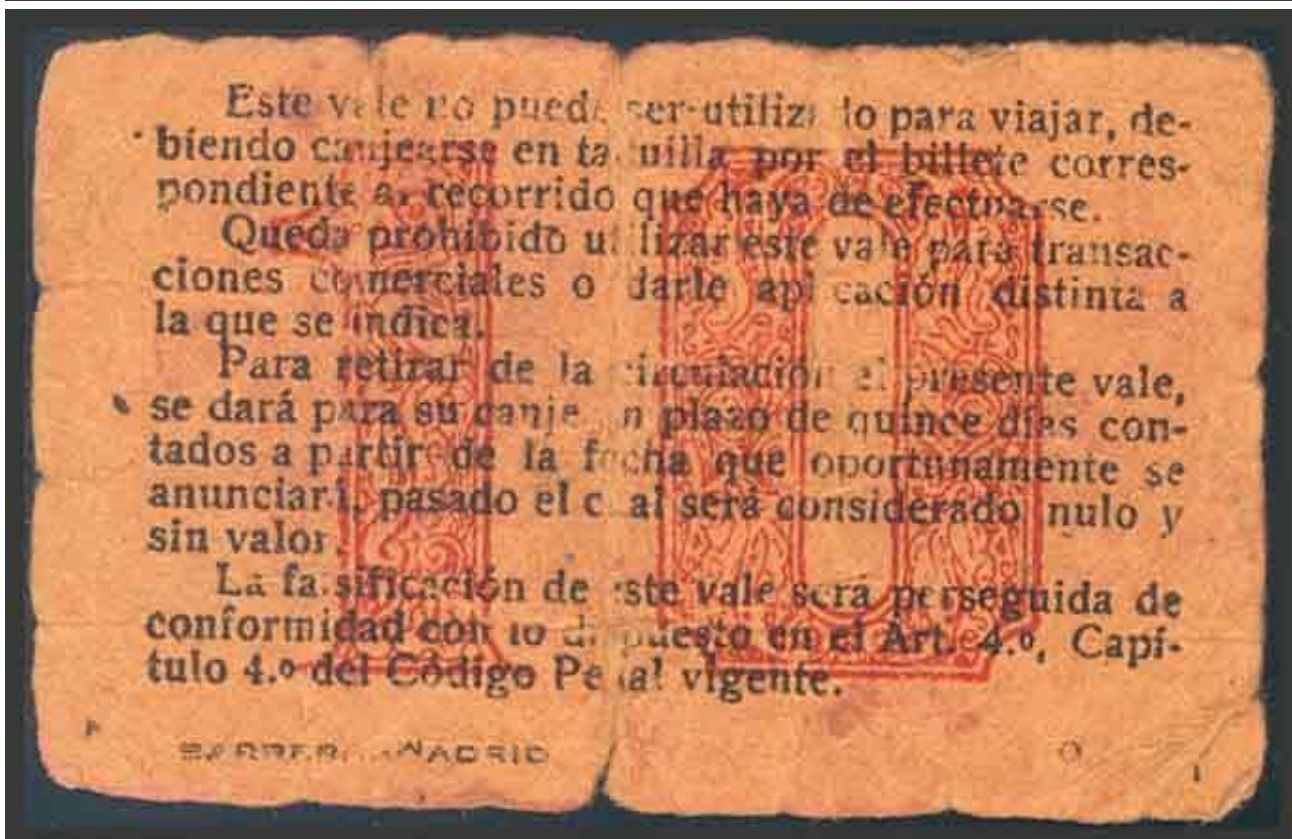 Este vale no puede ser utilizado para viajar, de-
biendo canjearse en taquilla por el billete corres-
pondiente al recorrido que haya de efectuarse.
Queda prohibido utilizar este vale para transac-
ciones comerciales o darle aplicación distinta a
la que se indica.
Para retirar de la circulación el presente vale,
se dará para su canje un plazo de quince días con-
tados a partir de la fecha que oportunamente se
anunciará, pasado el cual será considerado nulo y
sin valor.
La falsificación de este vale será perseguida de
conformidad con lo dispuesto en el Art. 4.º, Capí-
tulo 4.º del Código Penal vigente.
10
MADRID